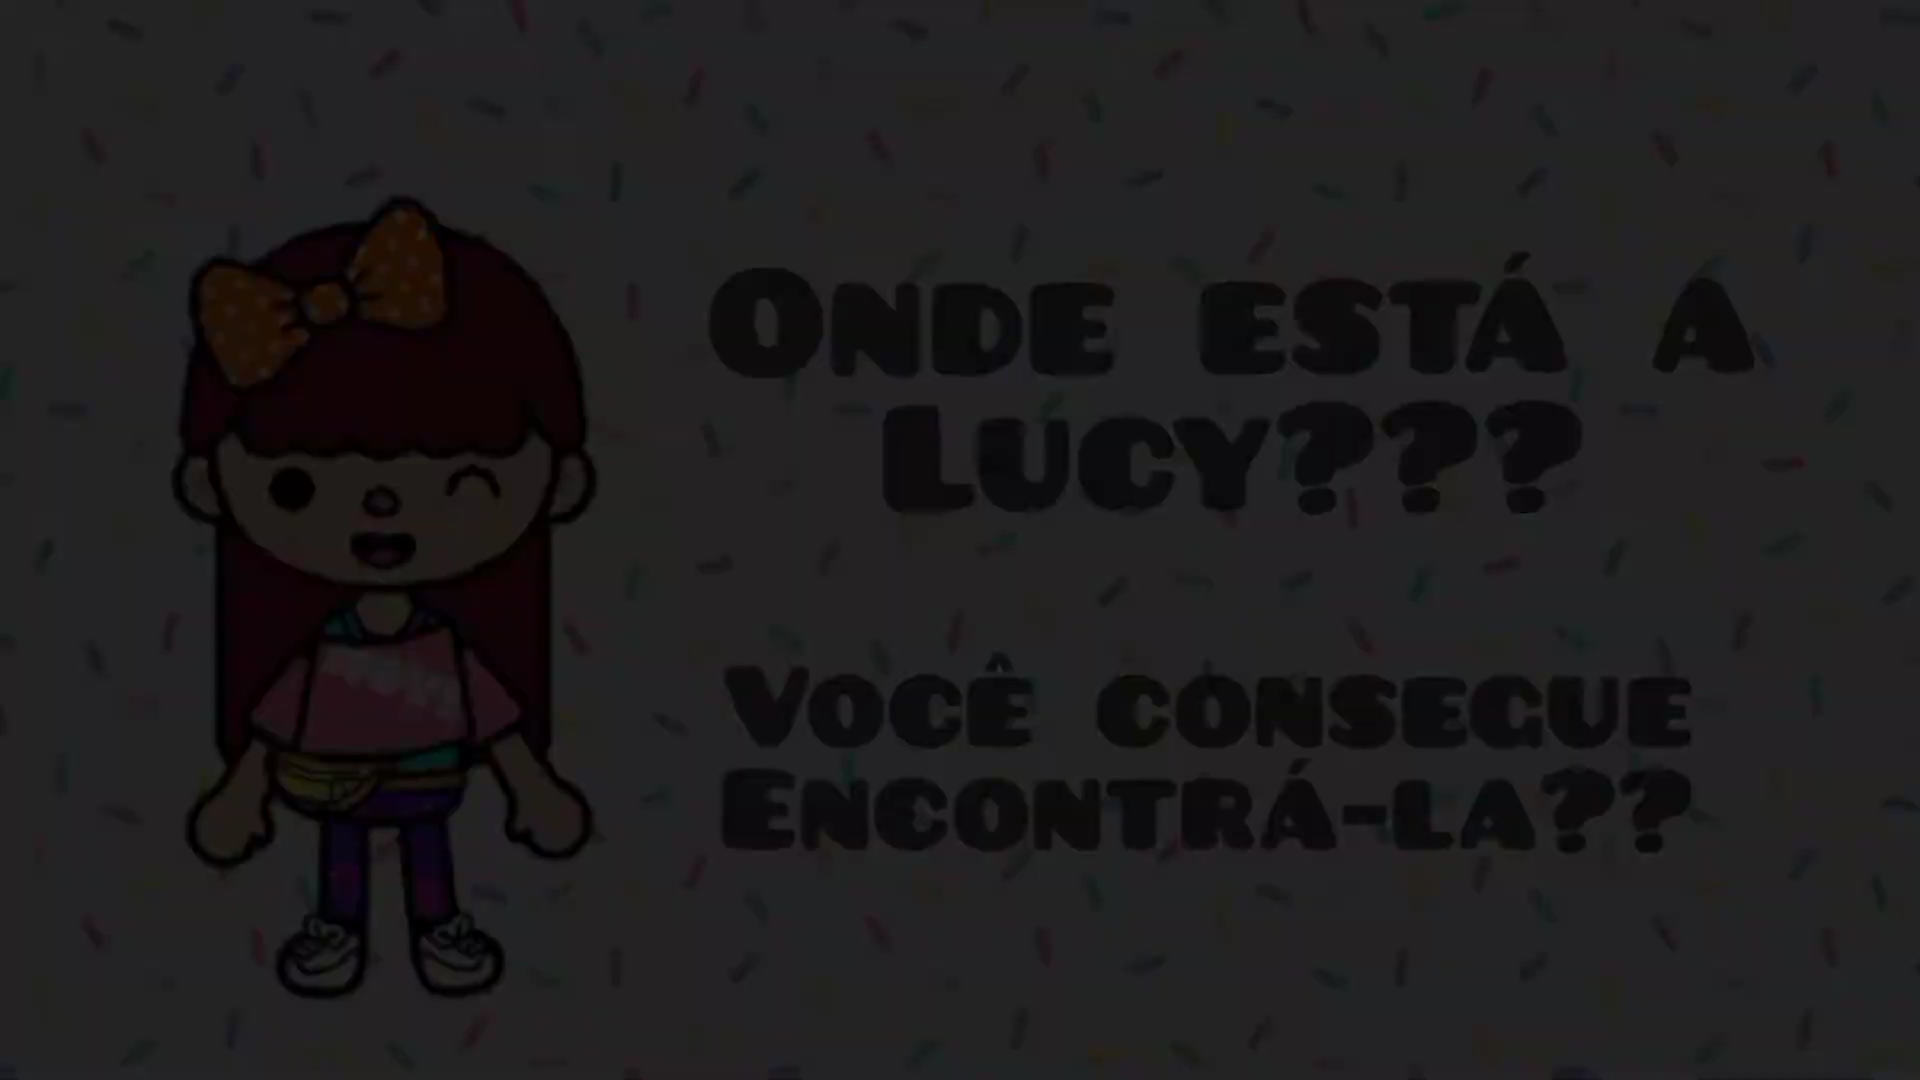 Onde está a
Lucy???
Você consegue
Encontrá-la??